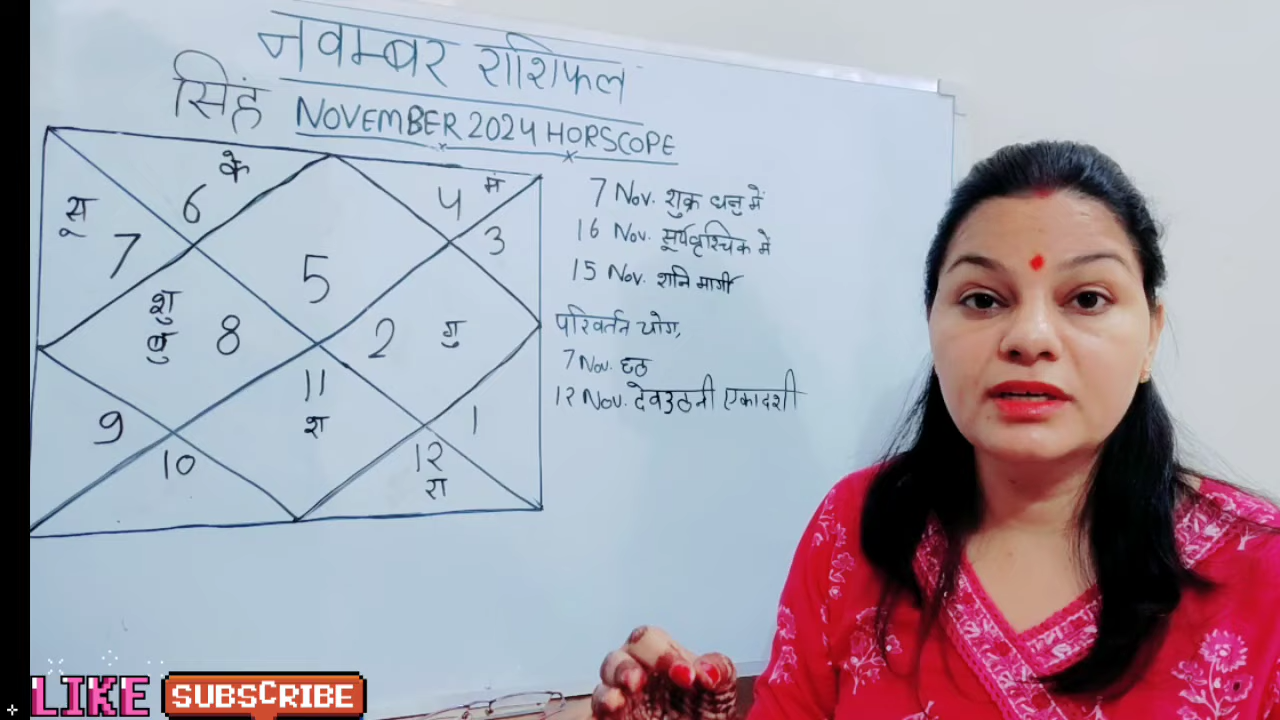 नवम्बर राशिफल
सिंह
NOVEMBER 2024 HORSCOPE
के
6
मं
4
सू
7
3
5
शु
बु
8
2
गु
11
श
9
10
1
12
रा
7 Nov. शुक्र धनु में
16 Nov. सूर्य वृश्चिक में
15 Nov. शनि मार्गी
परिवर्तन योग,
7 Nov. छठ
12 Nov. देवउठनी एकादशी
LIKE
SUBSCRIBE